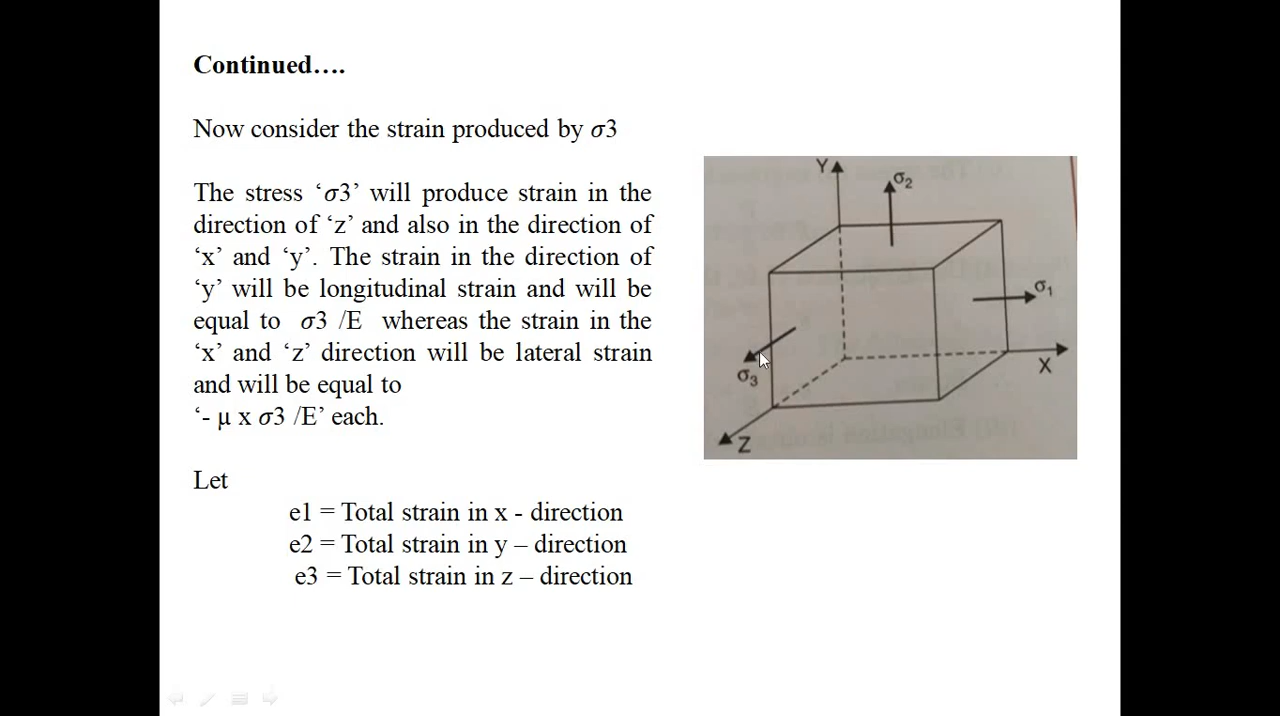 Continued….
Now consider the strain produced by σ3
The stress ‘σ3’ will produce strain in the
direction of ‘z’ and also in the direction of
‘x’ and ‘y’. The strain in the direction of
‘y’ will be longitudinal strain and will be
equal to σ3 /E whereas the strain in the
‘x’ and ‘z’ direction will be lateral strain
and will be equal to
‘- μ x σ3 /E’ each.
Let
e1 = Total strain in x - direction
e2 = Total strain in y – direction
e3 = Total strain in z – direction
Y
σ2
σ1
X
σ3
Z